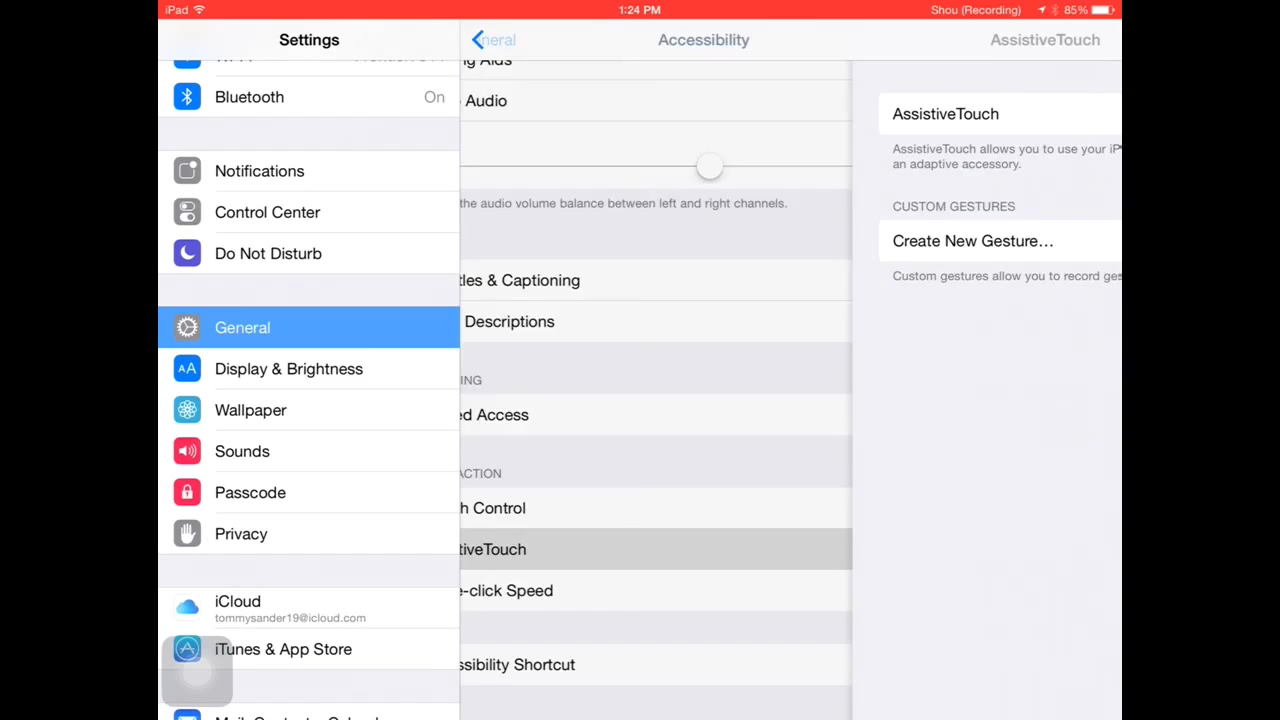 iPad
1:24 PM
Shou (Recording)
85%
Settings
neral
Accessibility
AssistiveTouch
ng Aids
Bluetooth
On
Audio
AssistiveTouch
AssistiveTouch allows you to use your iP
an adaptive accessory.
Notifications
the audio volume balance between left and right channels.
CUSTOM GESTURES
Control Center
Create New Gesture…
Do Not Disturb
Custom gestures allow you to record ges
tles & Captioning
General
Descriptions
Display & Brightness
ING
Wallpaper
ed Access
Sounds
ACTION
Passcode
h Control
Privacy
tiveTouch
e-click Speed
iCloud
tommysander19@icloud.com
iTunes & App Store
ssibility Shortcut